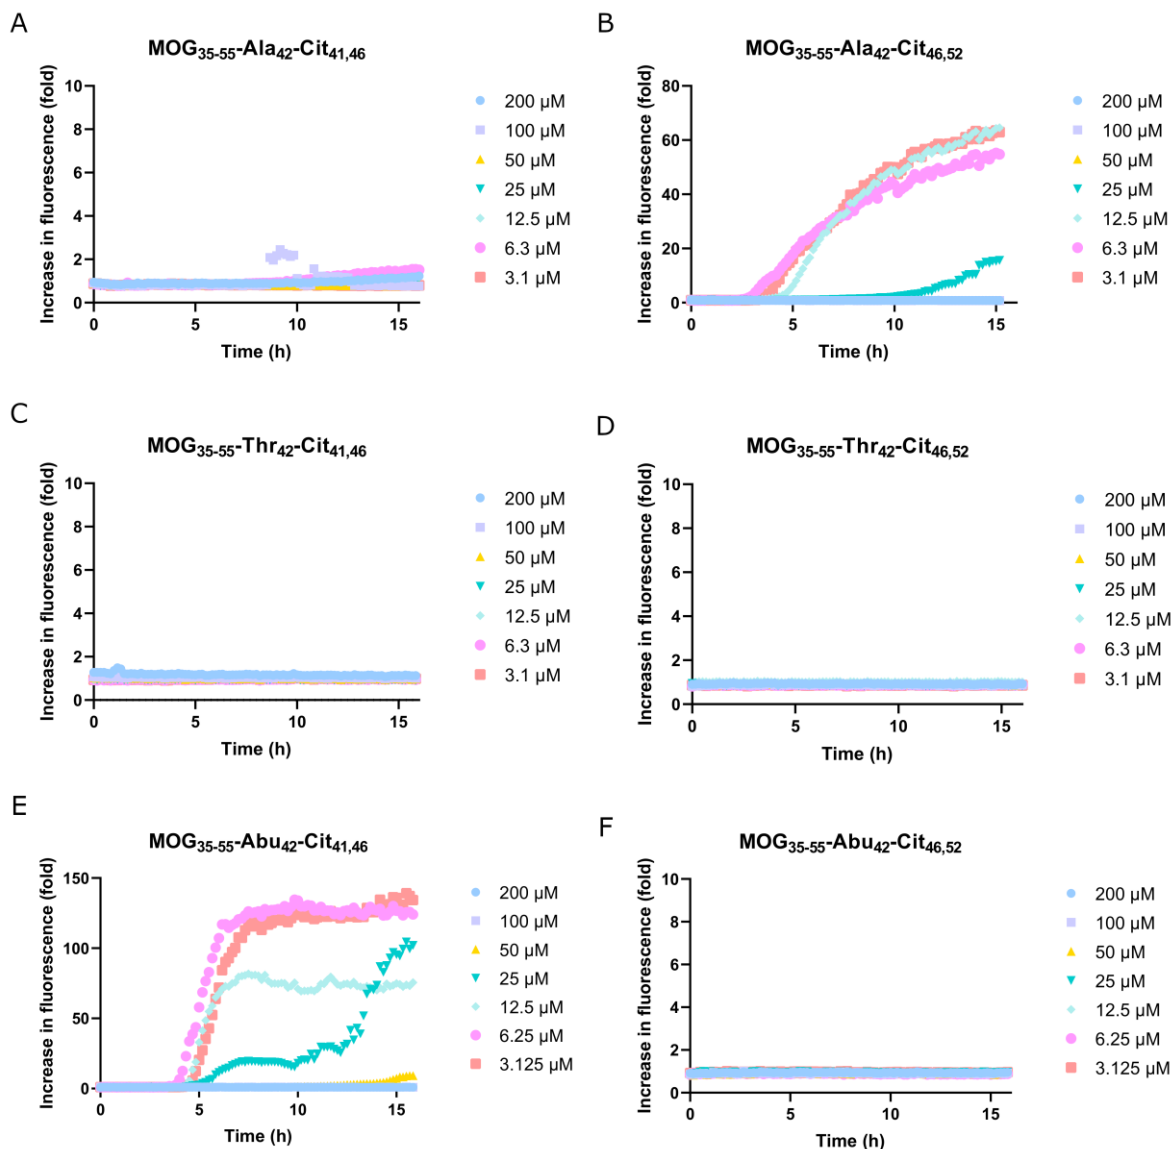 A
MOG35-55-Ala42-Cit41,46
Increase in fluorescence (fold)
10
8
6
4
2
0
0 5 10 15
Time (h)
200 µM
100 µM
50 µM
25 µM
12.5 µM
6.3 µM
3.1 µM
B
MOG35-55-Ala42-Cit46,52
Increase in fluorescence (fold)
80
60
40
20
0
0 5 10 15
Time (h)
200 µM
100 µM
50 µM
25 µM
12.5 µM
6.3 µM
3.1 µM
C
MOG35-55-Thr42-Cit41,46
Increase in fluorescence (fold)
10
8
6
4
2
0
0 5 10 15
Time (h)
200 µM
100 µM
50 µM
25 µM
12.5 µM
6.3 µM
3.1 µM
D
MOG35-55-Thr42-Cit46,52
Increase in fluorescence (fold)
10
8
6
4
2
0
0 5 10 15
Time (h)
200 µM
100 µM
50 µM
25 µM
12.5 µM
6.3 µM
3.1 µM
E
MOG35-55-Abu42-Cit41,46
Increase in fluorescence (fold)
150
100
50
0
0 5 10 15
Time (h)
200 µM
100 µM
50 µM
25 µM
12.5 µM
6.25 µM
3.125 µM
F
MOG35-55-Abu42-Cit46,52
Increase in fluorescence (fold)
10
8
6
4
2
0
0 5 10 15
Time (h)
200 µM
100 µM
50 µM
25 µM
12.5 µM
6.25 µM
3.125 µM